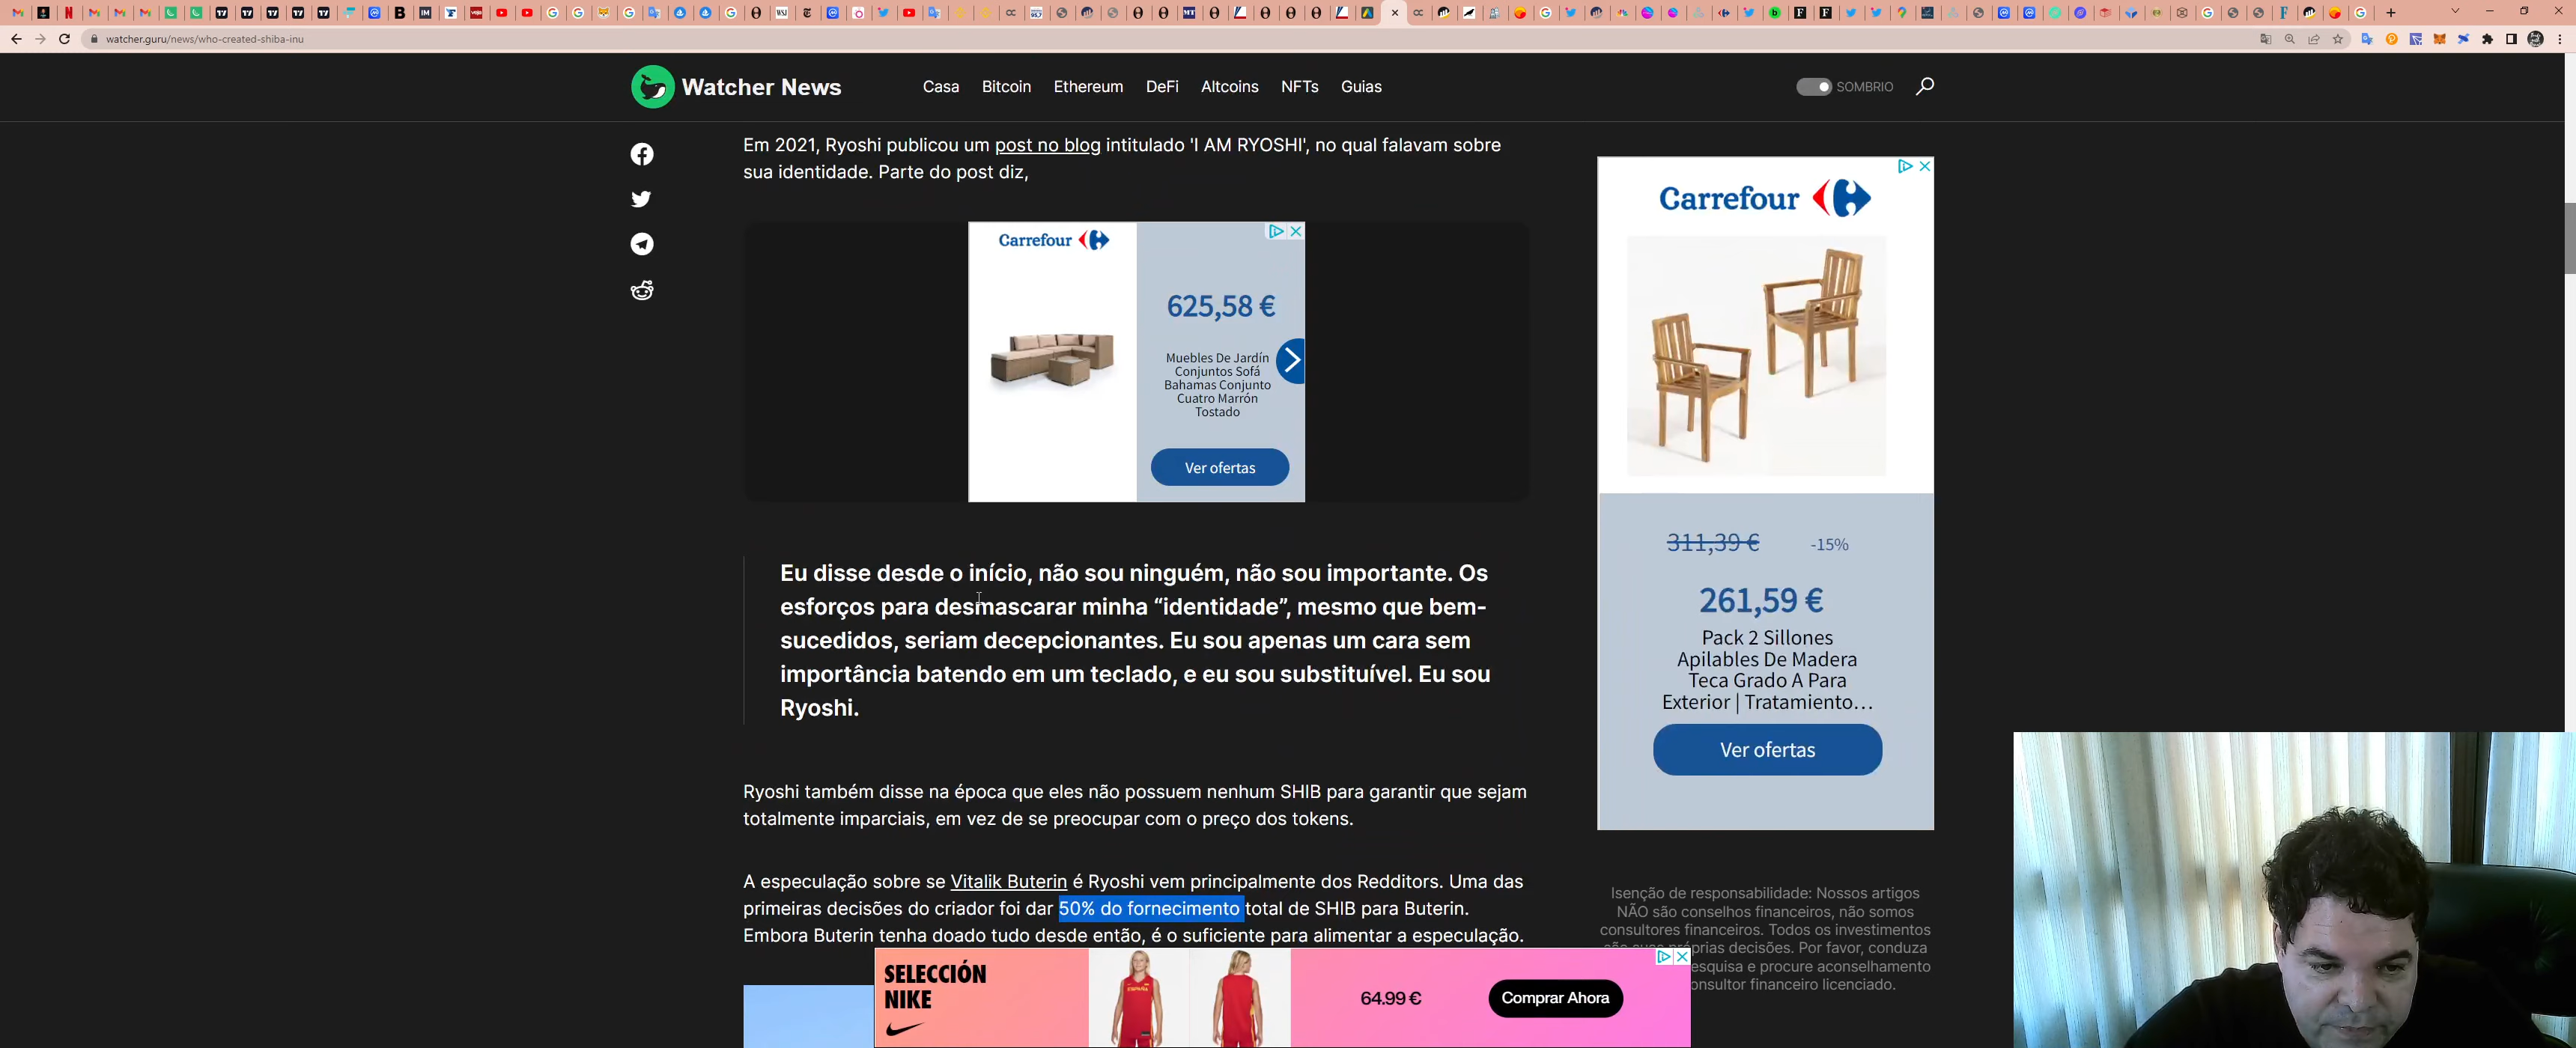 watcher.guru/news/who-created-shiba-inu
Watcher News
Casa
Bitcoin
Ethereum
DeFi
Altcoins
NFTs
Guias
SOMBRIO
Em 2021, Ryoshi publicou um post no blog intitulado 'I AM RYOSHI', no qual falavam sobre
sua identidade. Parte do post diz,
Carrefour
625,58 €
Muebles De Jardín
Conjuntos Sofá
Bahamas Conjunto
Cuatro Marrón
Tostado
Ver ofertas
Eu disse desde o início, não sou ninguém, não sou importante. Os
esforços para desmascarar minha “identidade”, mesmo que bem-
sucedidos, seriam decepcionantes. Eu sou apenas um cara sem
importância batendo em um teclado, e eu sou substituível. Eu sou
Ryoshi.
Ryoshi também disse na época que eles não possuem nenhum SHIB para garantir que sejam
totalmente imparciais, em vez de se preocupar com o preço dos tokens.
A especulação sobre se Vitalik Buterin é Ryoshi vem principalmente dos Redditors. Uma das
primeiras decisões do criador foi dar 50% do fornecimento total de SHIB para Buterin.
Embora Buterin tenha doado tudo desde então, é o suficiente para alimentar a especulação.
Carrefour
311,39 €
-15%
261,59 €
Pack 2 Sillones
Apilables De Madera
Teca Grado A Para
Exterior | Tratamiento...
Ver ofertas
Isenção de responsabilidade: Nossos artigos
NÃO são conselhos financeiros, não somos
consultores financeiros. Todos os investimentos
são suas próprias decisões. Por favor, conduza
esquisa e procure aconselhamento
onsultor financeiro licenciado.
SELECCIÓN
NIKE
64.99 €
Comprar Ahora